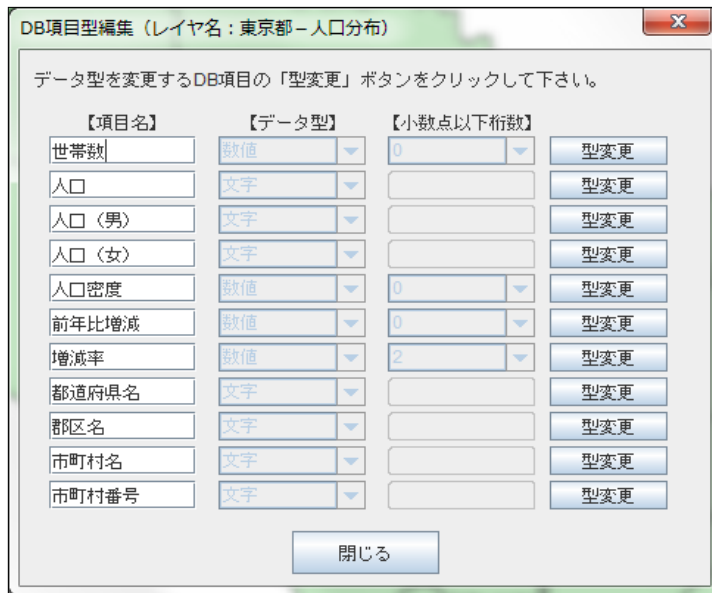 DB項目型編集（レイヤ名：東京都－人口分布）
データ型を変更するDB項目の「型変更」ボタンをクリックして下さい。
【項目名】 【データ型】 【小数点以下桁数】
世帯数 数値 0 型変更
人口 文字 型変更
人口（男） 文字 型変更
人口（女） 文字 型変更
人口密度 数値 0 型変更
前年比増減 数値 0 型変更
増減率 数値 2 型変更
都道府県名 文字 型変更
郡区名 文字 型変更
市町村名 文字 型変更
市町村番号 文字 型変更
閉じる